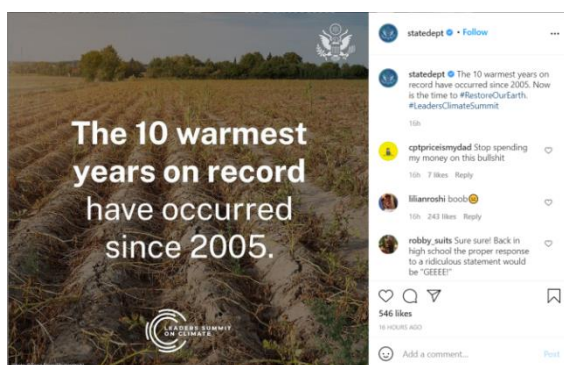 The 10 warmest
years on record
have occurred
since 2005.
LEADERS SUMMIT
ON CLIMATE
statedept • Follow
...
statedept The 10 warmest years on
record have occurred since 2005. Now
is the time to #RestoreOurEarth.
#LeadersClimateSummit
16h
cptpriceismydad Stop spending
my money on this bullshit
16h 7 likes Reply
lilianroshi boob😊
16h 243 likes Reply
robby_suits Sure sure! Back in
high school the proper response
to a ridiculous statement would
be "GEEEE!"
546 likes
16 HOURS AGO
Add a comment...
Post